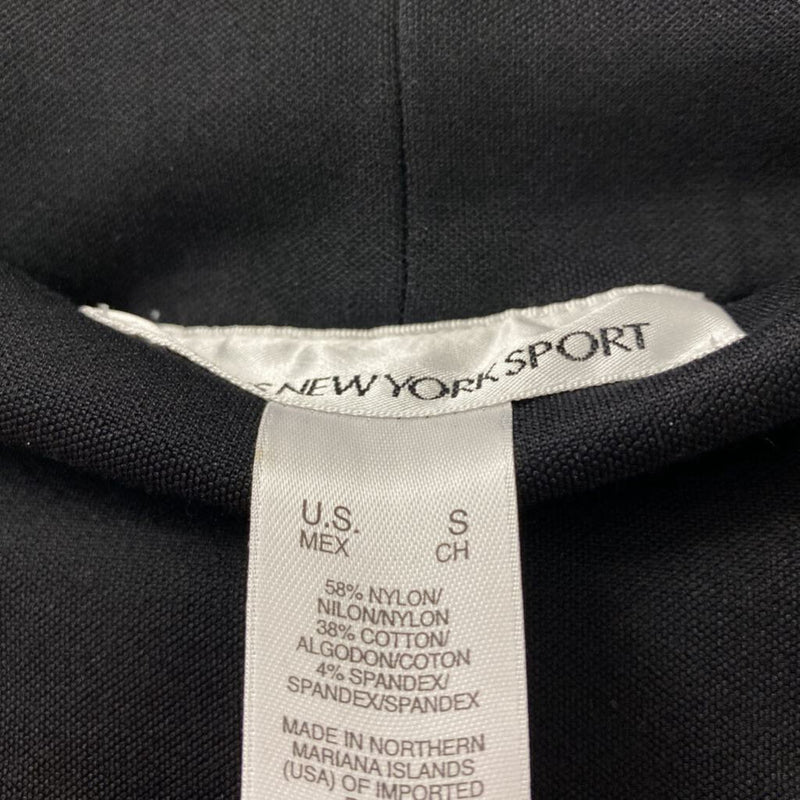 NEW YORK SPORT
U.S. S
MEX CH
58% NYLON/
NILON/NYLON
38% COTTON/
ALGODON/COTON
4% SPANDEX/
SPANDEX/SPANDEX
MADE IN NORTHERN
MARIANA ISLANDS
(USA) OF IMPORTED